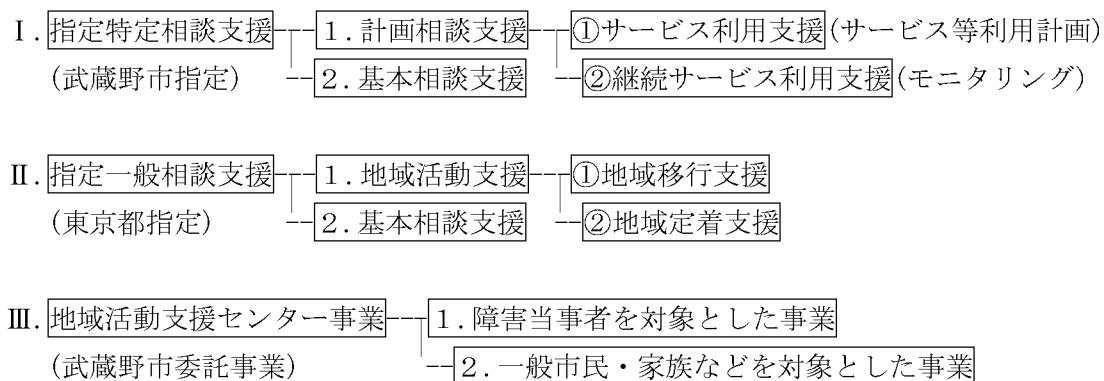 Ⅰ. 指定特定相談支援 1.計画相談支援 ①サービス利用支援(サービス等利用計画)
(武蔵野市指定) 2.基本相談支援 ②継続サービス利用支援(モニタリング)
Ⅱ. 指定一般相談支援 1.地域活動支援 ①地域移行支援
(東京都指定) 2.基本相談支援 ②地域定着支援
Ⅲ. 地域活動支援センター事業 1.障害当事者を対象とした事業
(武蔵野市委託事業) 2.一般市民・家族などを対象とした事業